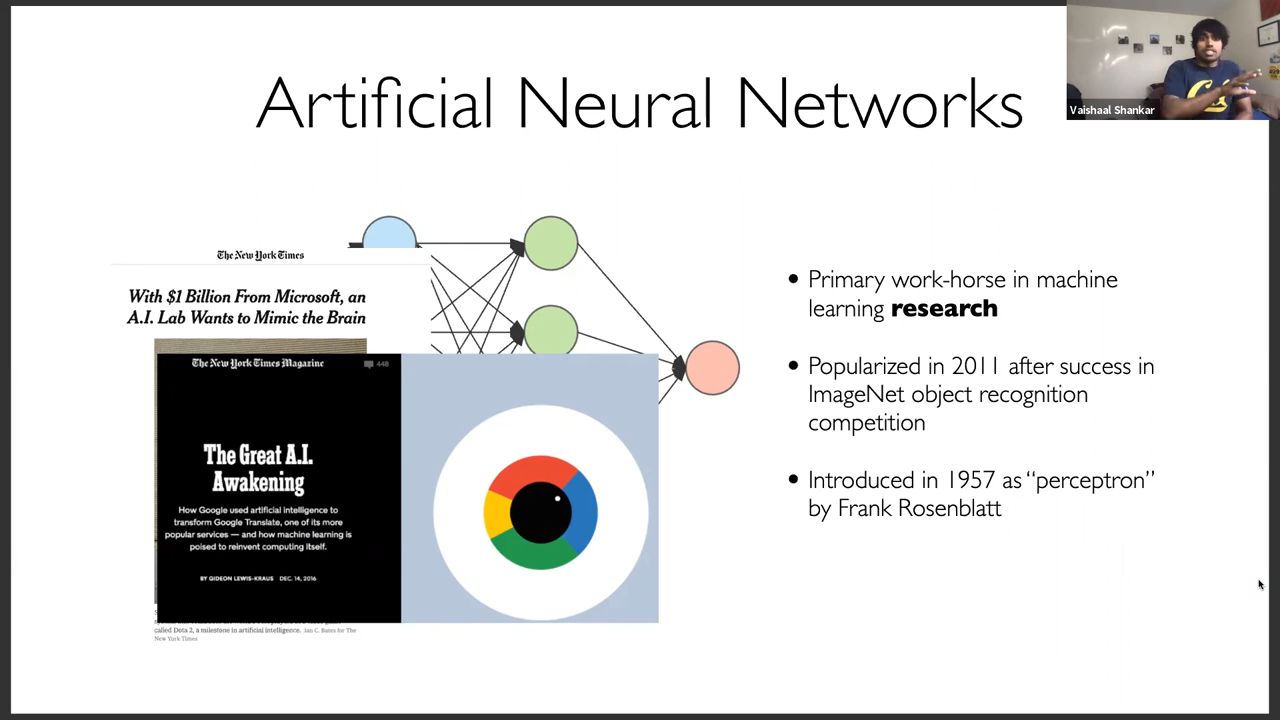 Artificial Neural Networks
Vaishaal Shankar
The New York Times
With $1 Billion From Microsoft, an
A.I. Lab Wants to Mimic the Brain
The New York Times Magazine
448
The Great A.I.
Awakening
How Google used artificial intelligence to
transform Google Translate, one of its more
popular services — and how machine learning is
poised to reinvent computing itself.
BY GIDEON LEWIS-KRAUS DEC. 14, 2016
called Dota 2, a milestone in artificial intelligence. Ian C. Bates for The
New York Times
• Primary work-horse in machine
learning research
• Popularized in 2011 after success in
ImageNet object recognition
competition
• Introduced in 1957 as “perceptron”
by Frank Rosenblatt